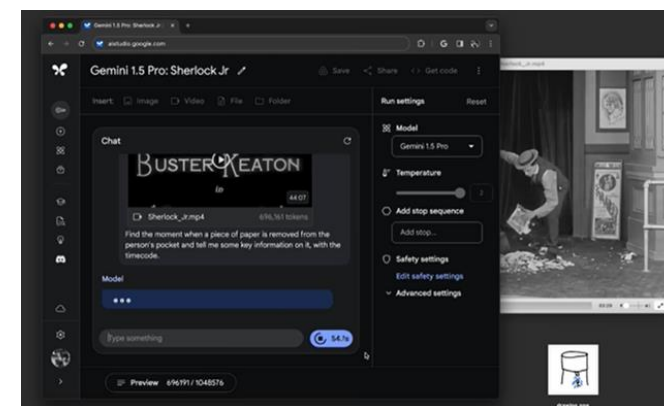 Gemini 1.5 Pro: Sherlock Jr
aistudio.google.com
Gemini 1.5 Pro: Sherlock Jr
Save
Share
Get code
Insert:
Image
Video
File
Folder
Run settings
Reset
Chat
BUSTER KEATON
in
44:07
Sherlock_Jr.mp4
696,161 tokens
Find the moment when a piece of paper is removed from the
person's pocket and tell me some key information on it, with the
timecode.
Model
Type something
54.1s
Preview
696191 / 1048576
Model
Gemini 1.5 Pro
Temperature
Add stop sequence
Add stop...
Safety settings
Edit safety settings
Advanced settings